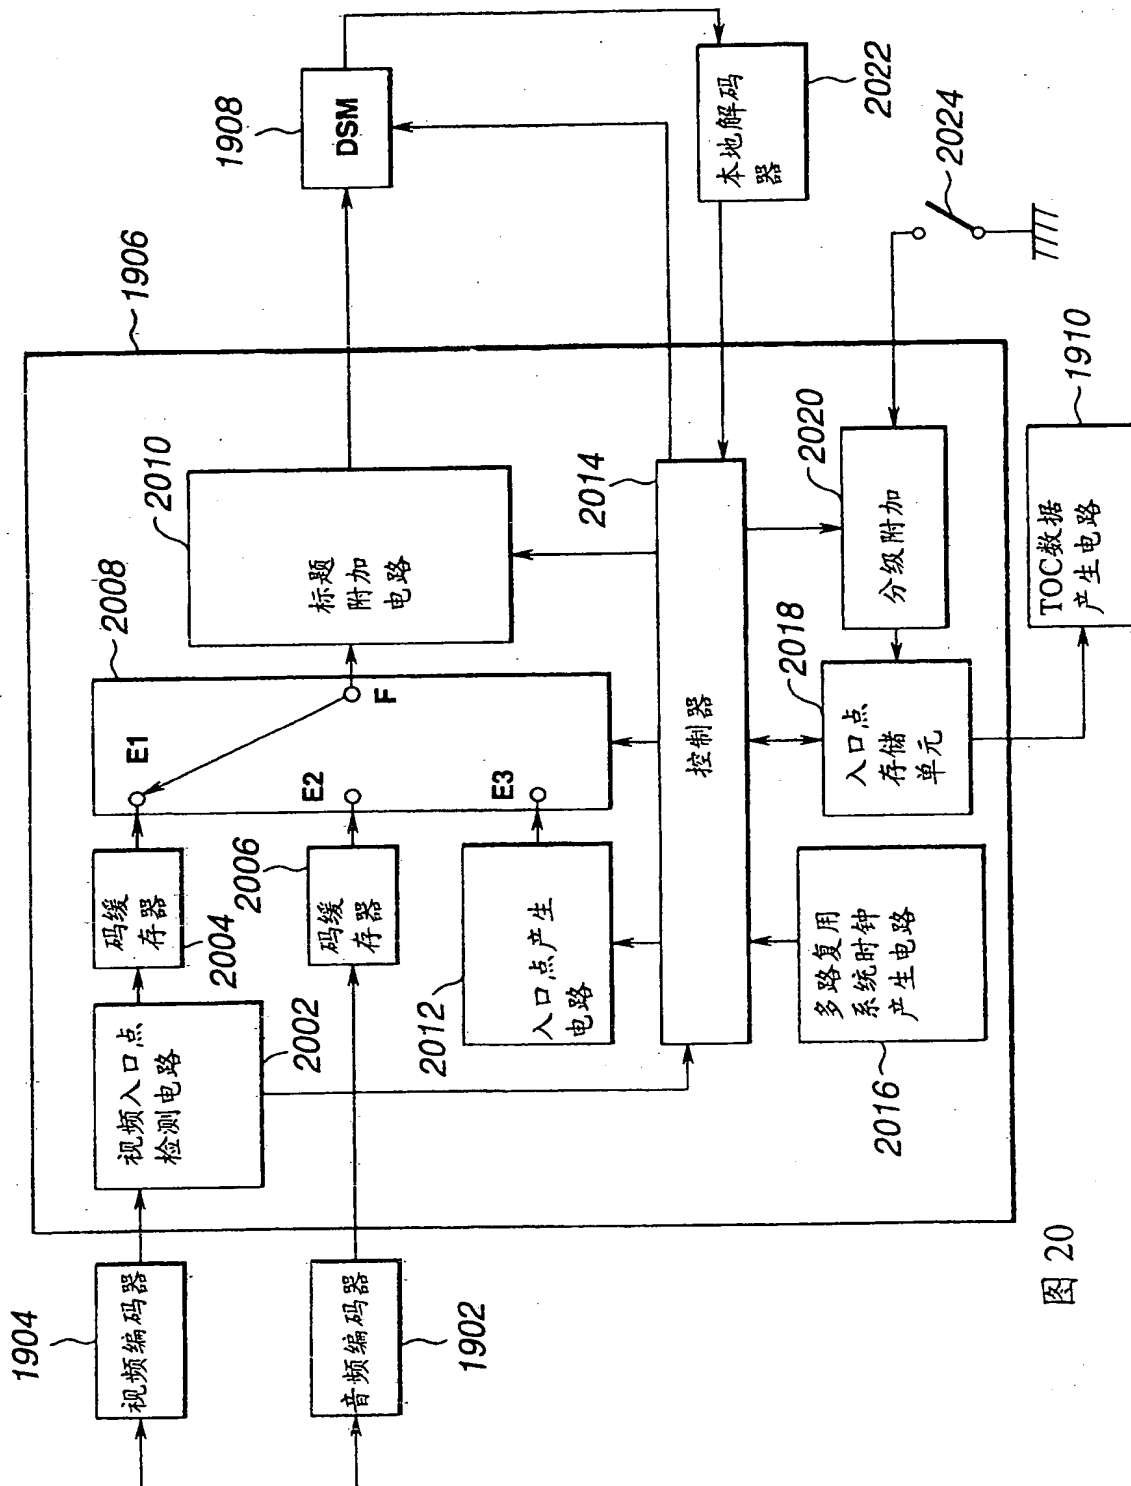 1904
视频编码器
音频编码器
1902
1906
视频入口点
检测电路
2002
码缓
存器
2004
码缓
存器
2006
2008
E1
E2
E3
F
2010
标题
附加
电路
2012
入口点产生
电路
2014
控制器
多路复用
系统时钟
产生电路
2016
入口点
存储
单元
2018
分级附加
2020
1908
DSM
本地解码
器
2022
2024
TOC数据
产生电路
1910
图 20